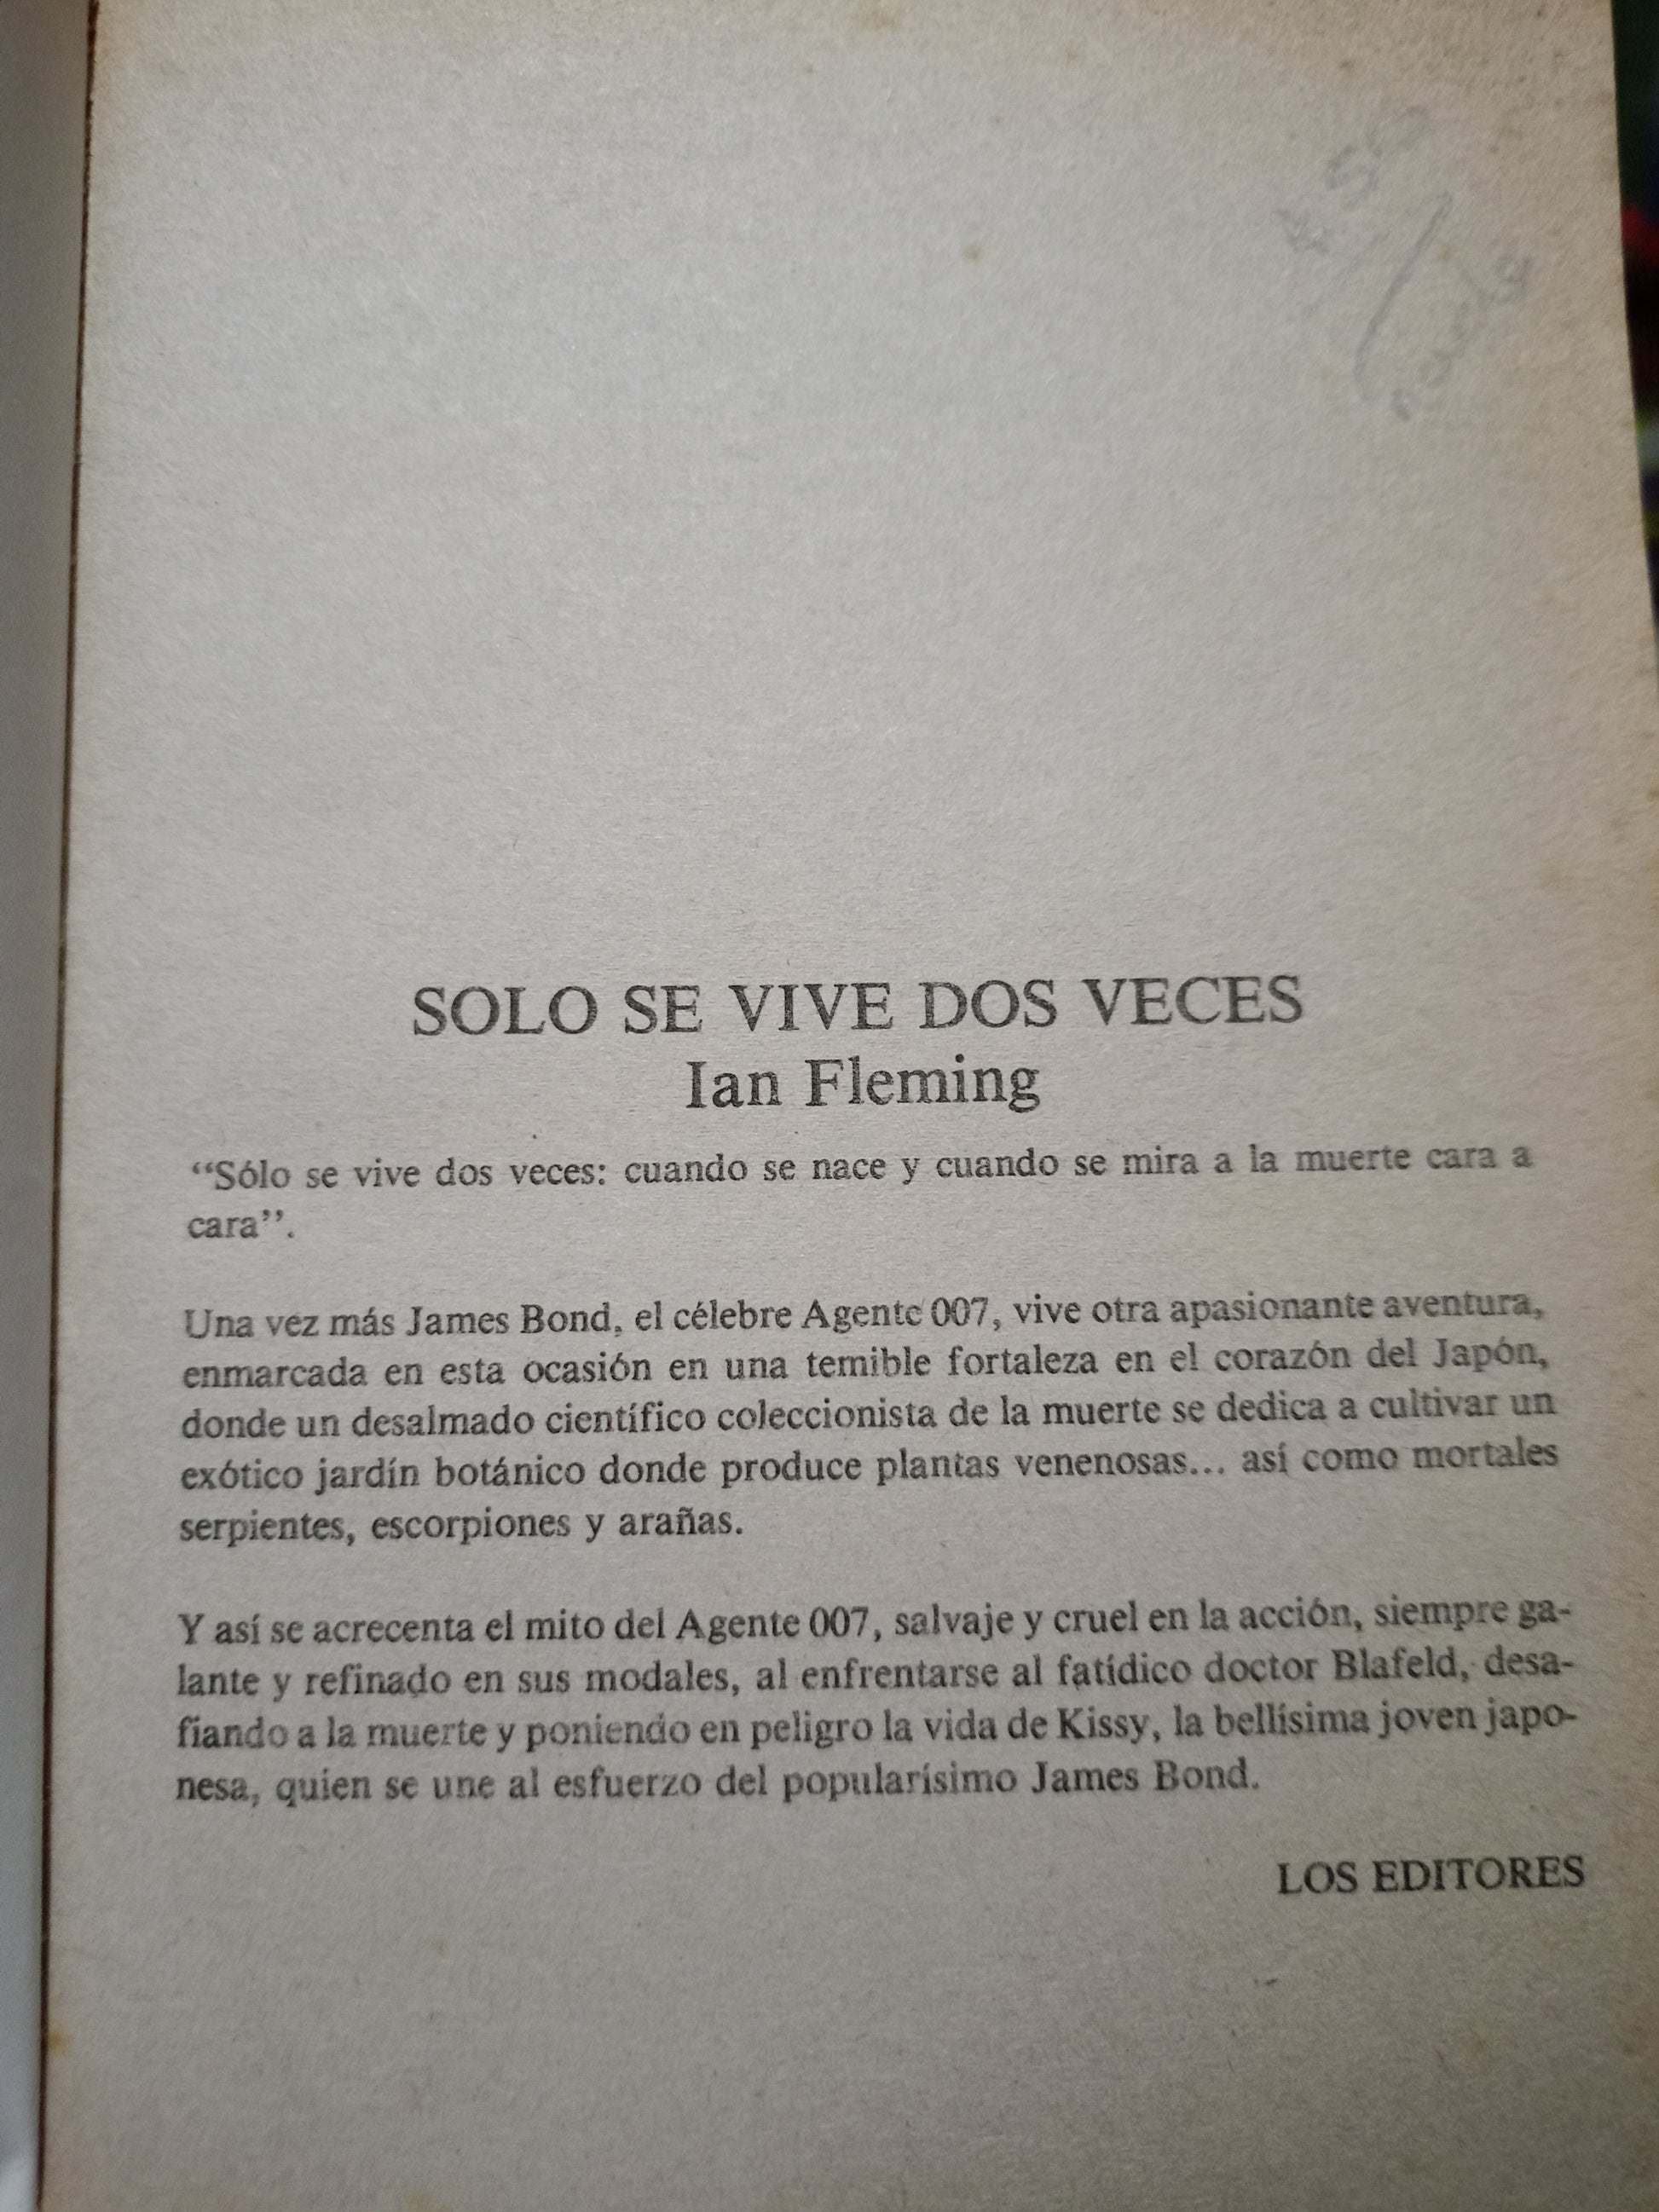 SOLO SE VIVE DOS VECES
Ian Fleming
“Sólo se vive dos veces: cuando se nace y cuando se mira a la muerte cara a
cara”.
Una vez más James Bond, el célebre Agente 007, vive otra apasionante aventura,
enmarcada en esta ocasión en una temible fortaleza en el corazón del Japón,
donde un desalmado científico coleccionista de la muerte se dedica a cultivar un
exótico jardín botánico donde produce plantas venenosas... así como mortales
serpientes, escorpiones y arañas.
Y así se acrecenta el mito del Agente 007, salvaje y cruel en la acción, siempre ga-
lante y refinado en sus modales, al enfrentarse al fatídico doctor Blafeld, desa-
fiando a la muerte y poniendo en peligro la vida de Kissy, la bellísima joven japo-
nesa, quien se une al esfuerzo del popularísimo James Bond.
LOS EDITORES